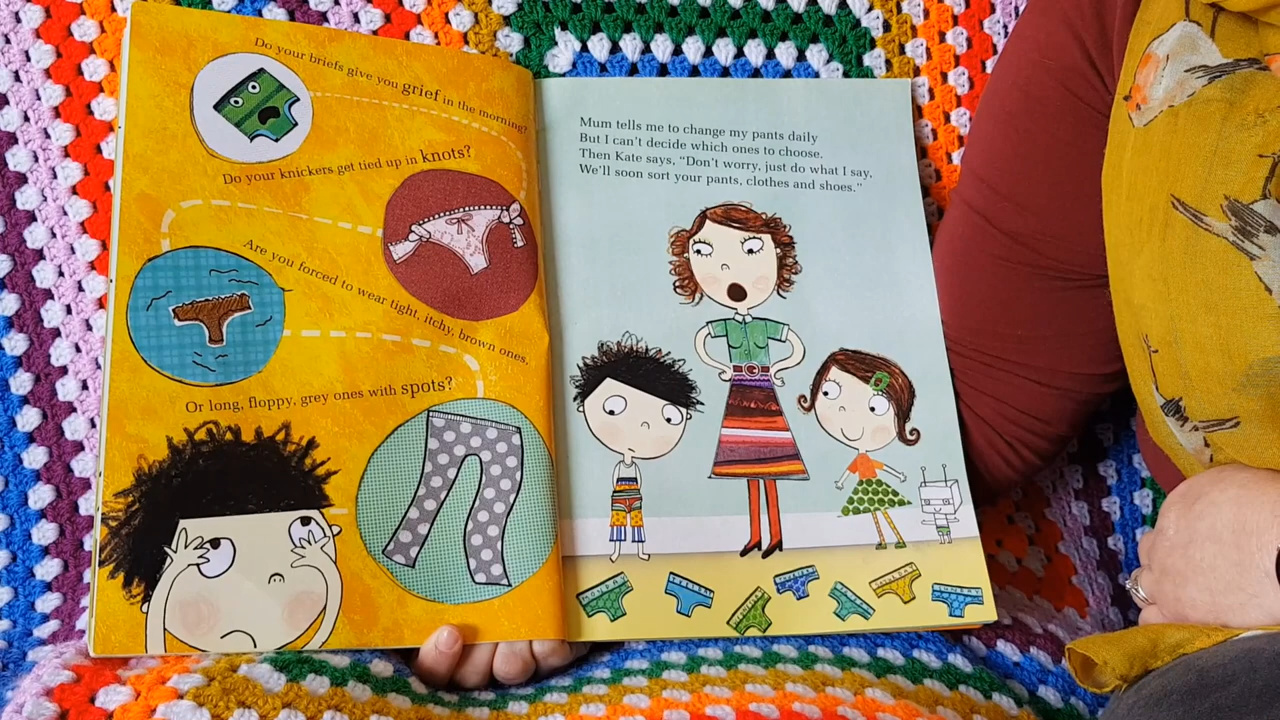 Do your briefs give you grief in the morning?
Do your knickers get tied up in knots?
Are you forced to wear tight, itchy, brown ones,
Or long, floppy, grey ones with spots?
Mum tells me to change my pants daily
But I can't decide which ones to choose.
Then Kate says, "Don't worry, just do what I say,
We'll soon sort your pants, clothes and shoes."